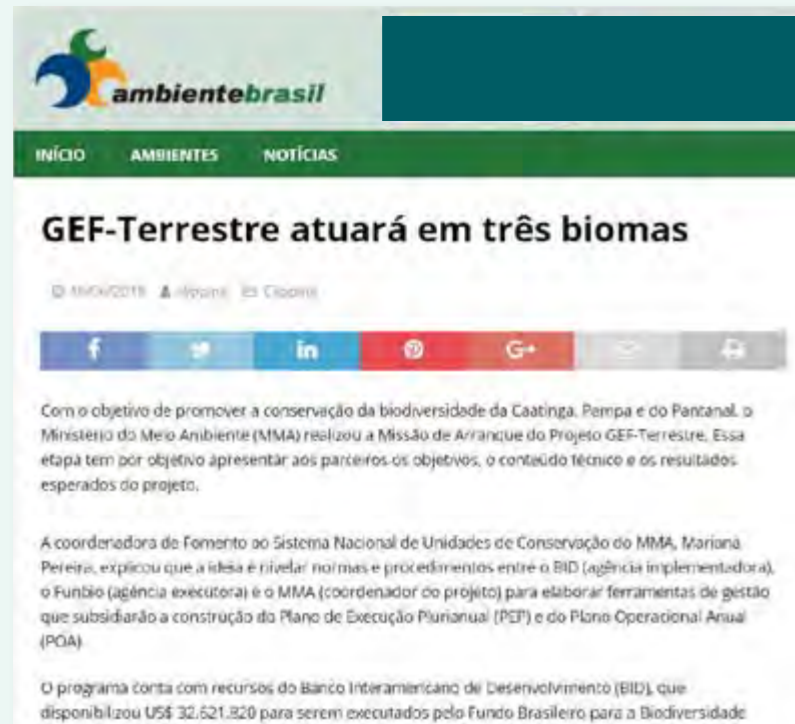 ambientebrasil
INÍCIO AMBIENTES NOTÍCIAS
GEF-Terrestre atuará em três biomas
f in G+
Com o objetivo de promover a conservação da biodiversidade da Caatinga, Pampa e do Pantanal, o
Ministério do Meio Ambiente (MMA) realizou a Missão de Arranque do Projeto GEF-Terrestre. Essa
etapa tem por objetivo apresentar aos parceiros os objetivos, o conteúdo técnico e os resultados
esperados do projeto.
A coordenadora de Fomento ao Sistema Nacional de Unidades de Conservação do MMA, Mariana
Pereira, explicou que a ideia é nivelar normas e procedimentos entre o BID (agência implementadora),
o Funbio (agência executora) e o MMA (coordenador do projeto) para elaborar ferramentas de gestão
que subsidiarão a construção do Plano de Execução Plurianual (PEP) e do Plano Operacional Anual
(POA)
O programa conta com recursos do Banco Interamericano de Desenvolvimento (BID), que
disponibilizou US$ 32.621.820 para serem executados pelo Fundo Brasileiro para a Biodiversidade